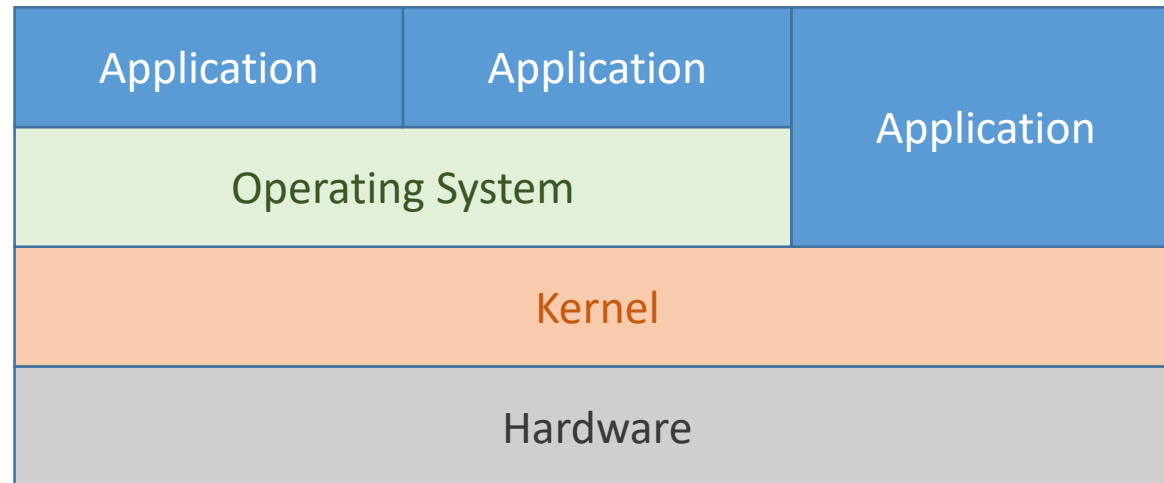 Application
Application
Application
Operating System
Kernel
Hardware